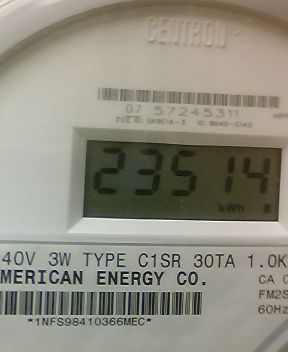 CENTRON
07 57245311
23514
kWh
40V 3W TYPE C1SR 30TA 1.0K
MERICAN ENERGY CO.
CA 0
FM2S
60Hz
*1NFS98410366MEC*